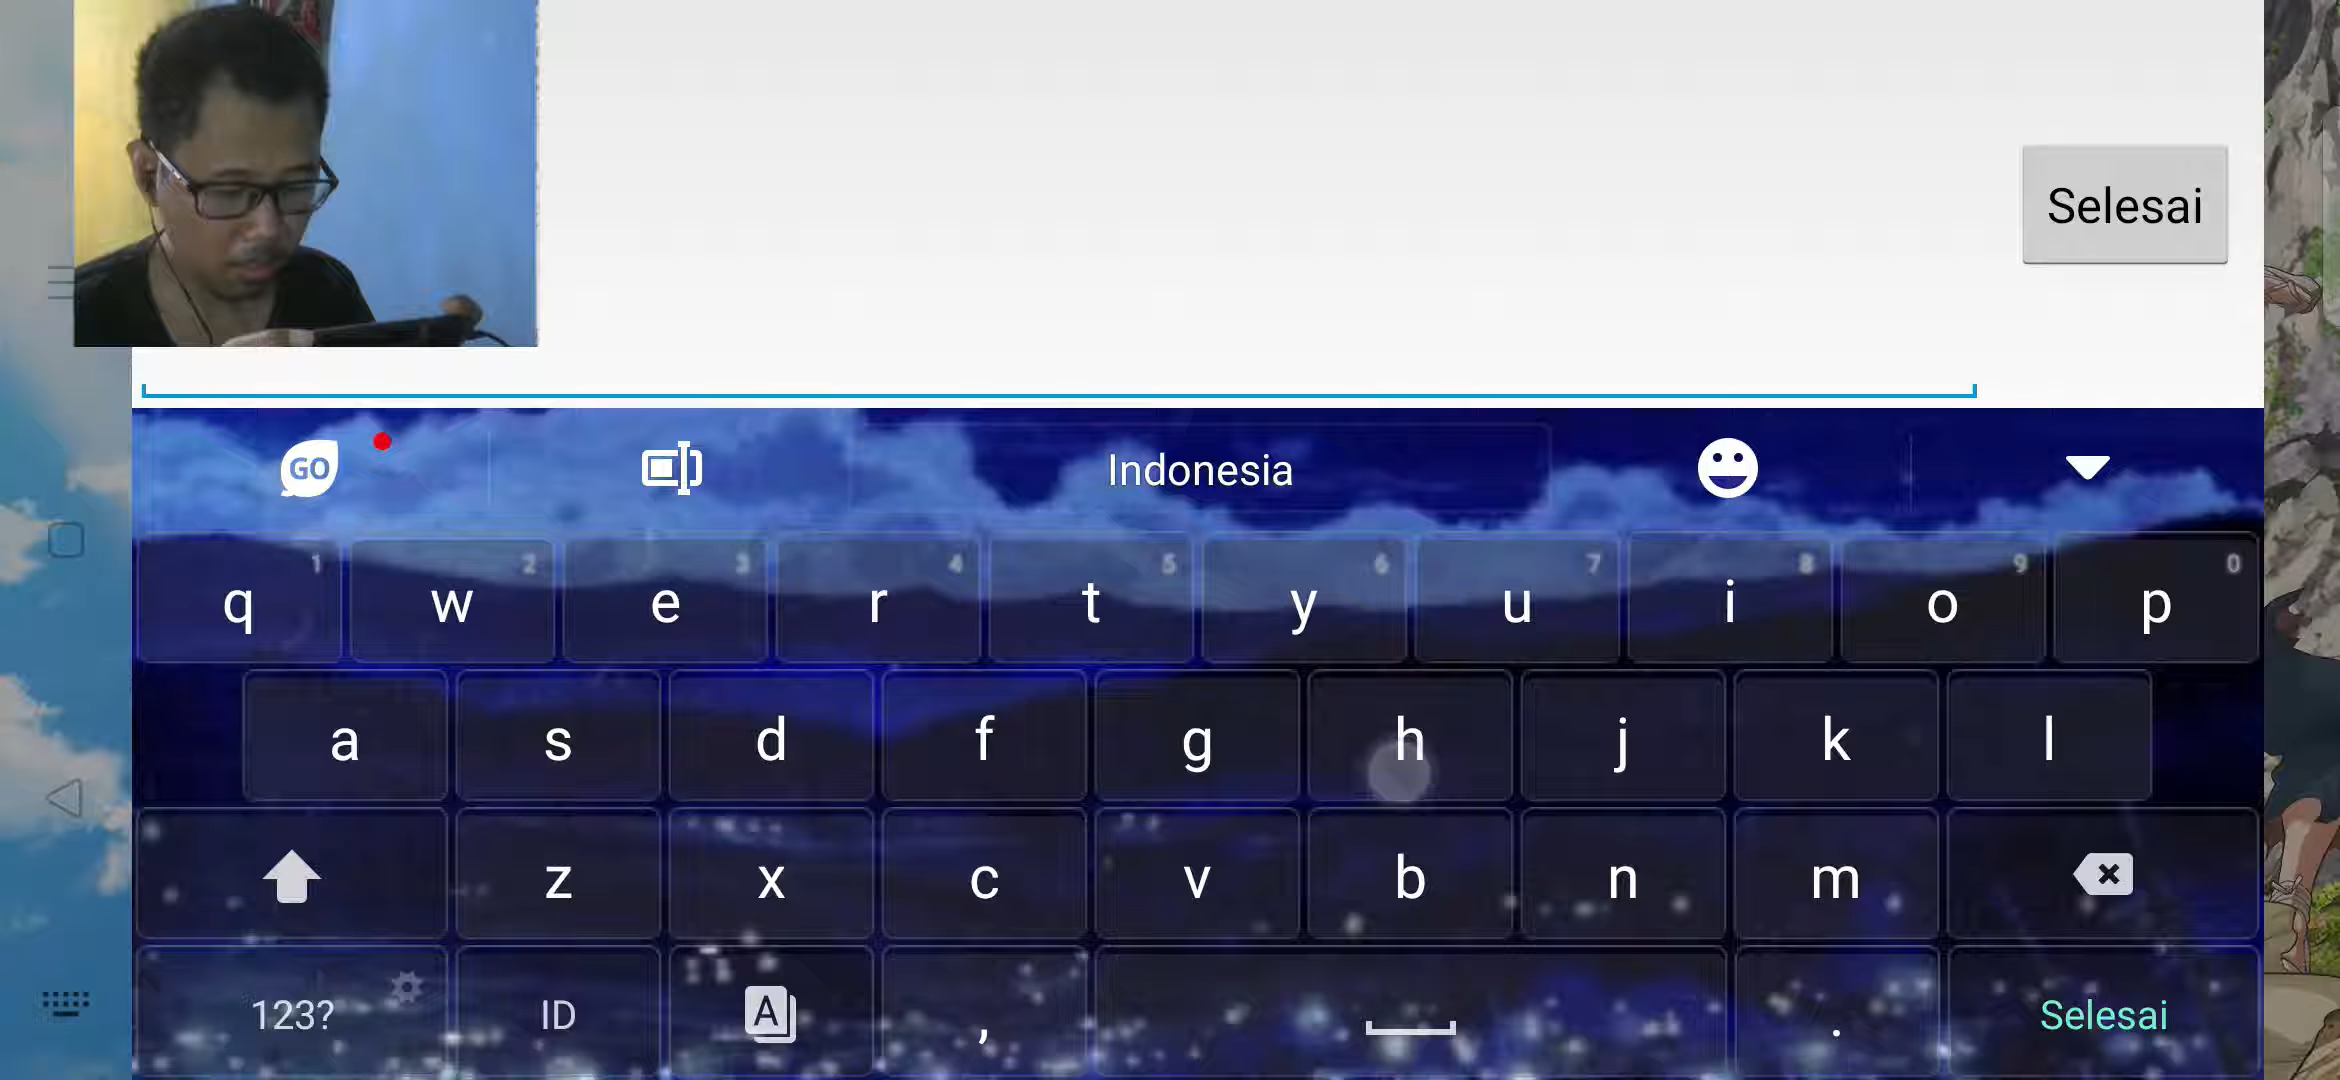 Selesai
GO Indonesia
1 2 3 4 5 6 7 8 9 0
q w e r t y u i o p
a s d f g h j k l
z x c v b n m
123? ID A , . Selesai